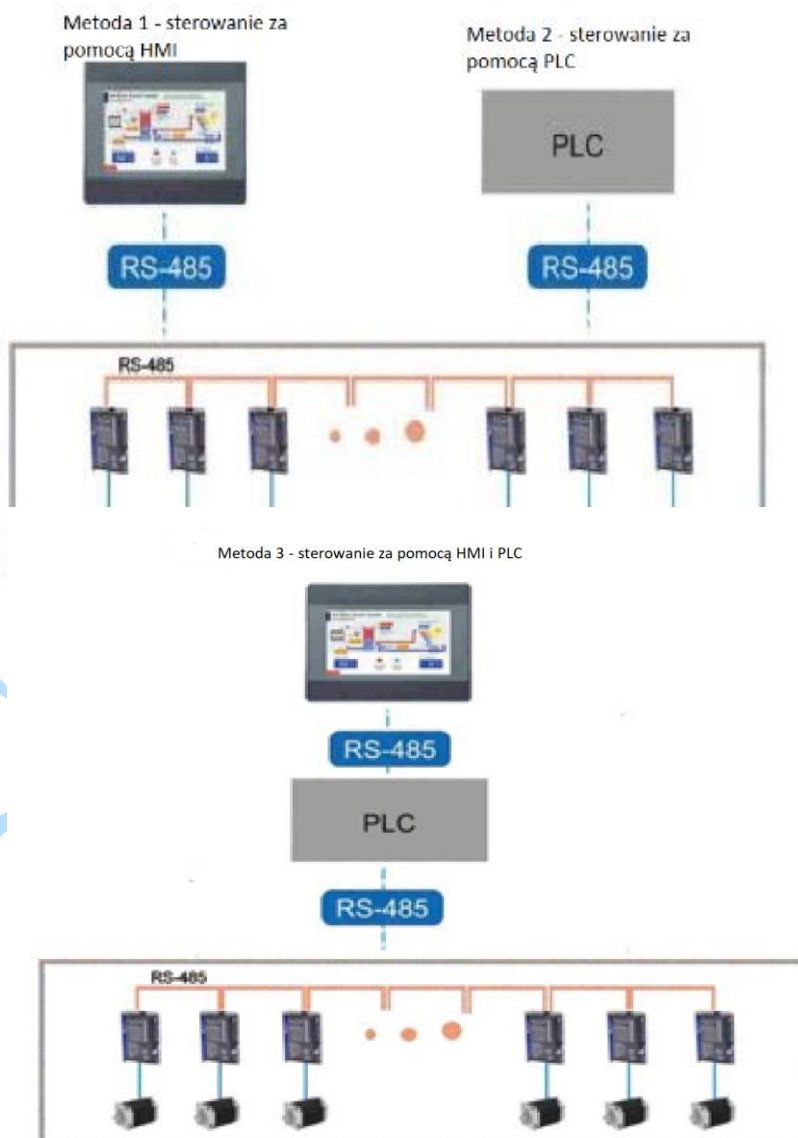 Metoda 1 - sterowanie za
pomocą HMI
Metoda 2 - sterowanie za
pomocą PLC
PLC
RS-485
RS-485
RS-485
Metoda 3 - sterowanie za pomocą HMI i PLC
RS-485
PLC
RS-485
RS-485